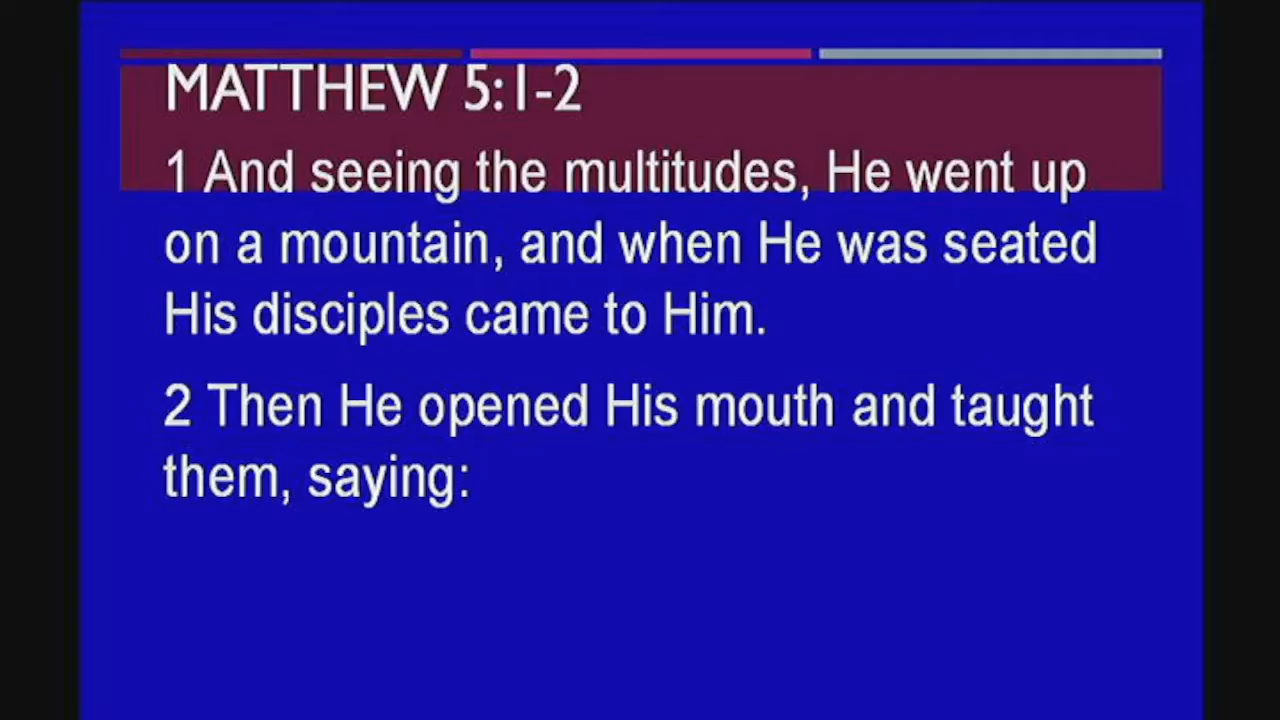 MATTHEW 5:1-2
1 And seeing the multitudes, He went up
on a mountain, and when He was seated
His disciples came to Him.
2 Then He opened His mouth and taught
them, saying: